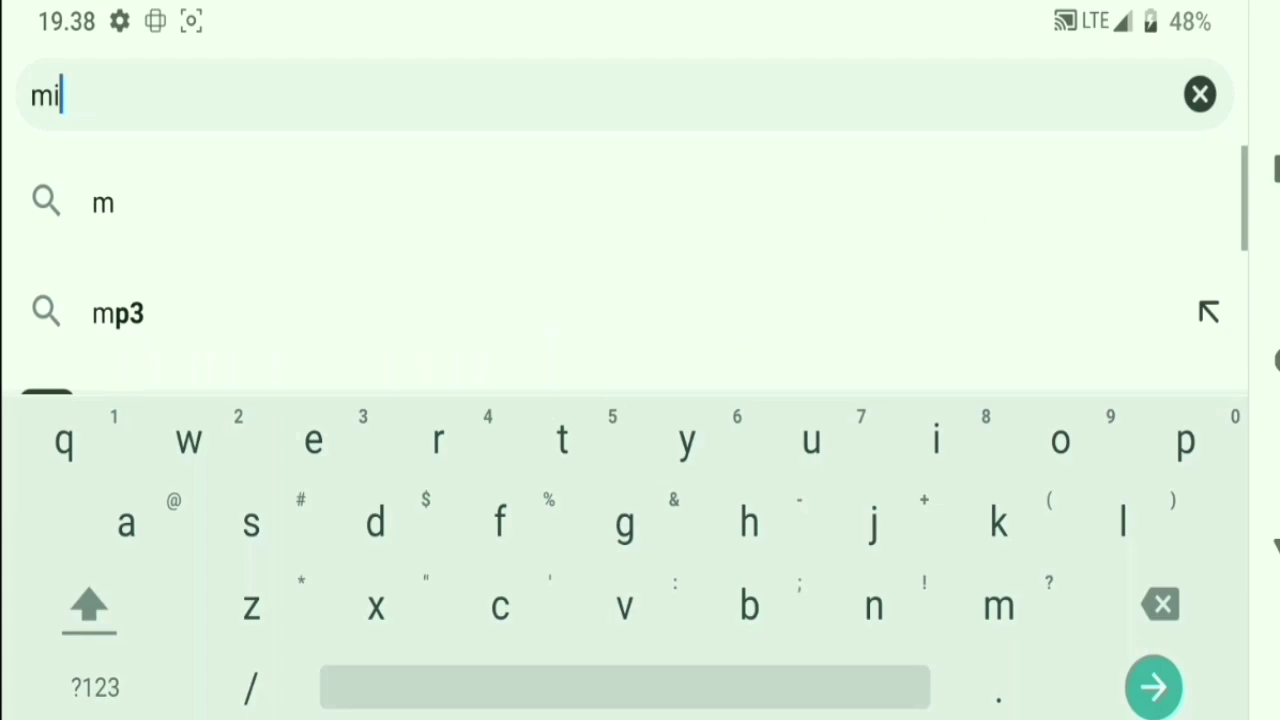 19.38 LTE 48%
mi
m
mp3
1 2 3 4 5 6 7 8 9 0
q w e r t y u i o p
@ # $ % & - + ( )
a s d f g h j k l
* " ' : ; ! ?
z x c v b n m
?123 / .